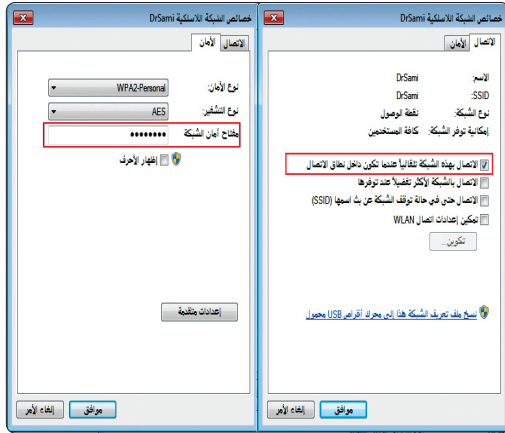 خصائص الشبكة اللاسلكية DrSami
الاتصال الأمان
الاسم: DrSami
SSID: DrSami
نوع الشبكة: نقطة الوصول
إمكانية توفر الشبكة: كافة المستخدمين
الاتصال بهذه الشبكة تلقائياً عندما تكون داخل نطاق الاتصال
الاتصال بالشبكة الأكثر تفضيلاً عند توفرها
الاتصال حتى في حالة توقف الشبكة عن بث اسمها (SSID)
تمكين إعدادات اتصال WLAN
تكوين...
نسخ ملف تعريف الشبكة هذا إلى محرك أقراص USB محمول
موافق إلغاء الأمر
خصائص الشبكة اللاسلكية DrSami
الاتصال الأمان
نوع الأمان: WPA2-Personal
نوع التشفير: AES
مفتاح أمان الشبكة ••••••••
إظهار الأحرف
إعدادات متقدمة
موافق إلغاء الأمر